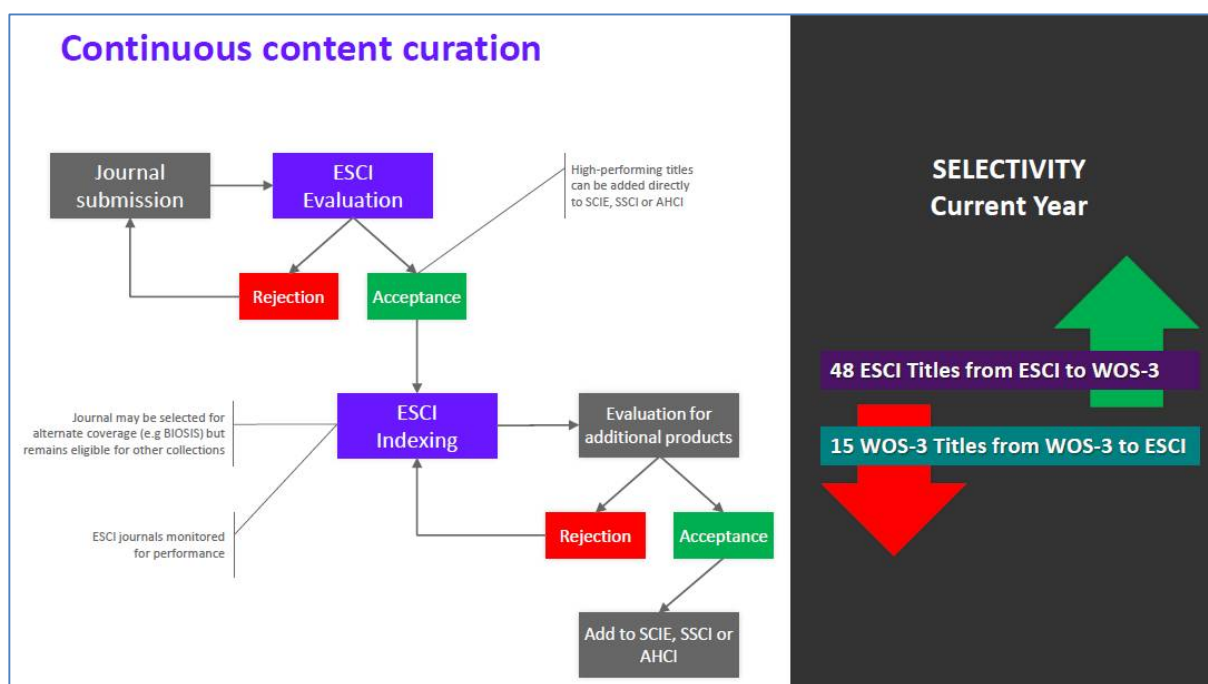 Continuous content curation
Journal
submission
ESCI
Evaluation
High-performing titles
can be added directly
to SCIE, SSCI or AHCI
Rejection
Acceptance
Journal may be selected for
alternate coverage (e.g BIOSIS) but
remains eligible for other collections
ESCI
Indexing
Evaluation for
additional products
ESCI journals monitored
for performance
Rejection
Acceptance
Add to SCIE, SSCI or
AHCI
SELECTIVITY
Current Year
48 ESCI Titles from ESCI to WOS-3
15 WOS-3 Titles from WOS-3 to ESCI